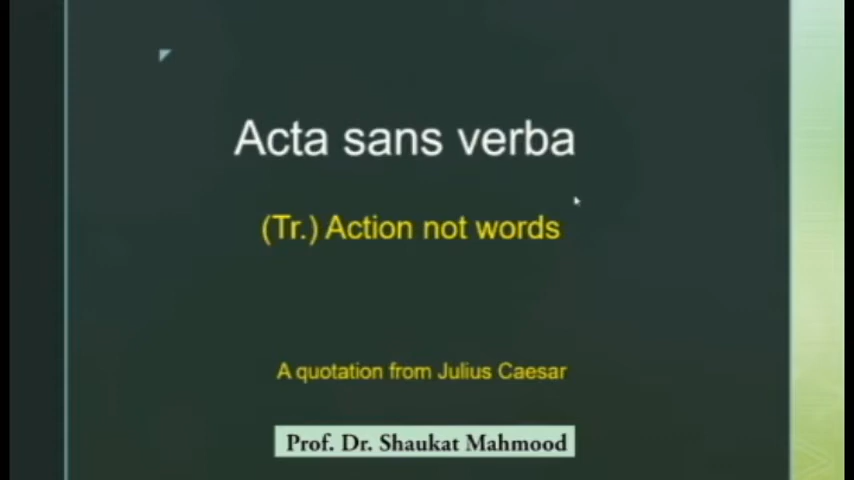 Acta sans verba
(Tr.) Action not words
A quotation from Julius Caesar
Prof. Dr. Shaukat Mahmood